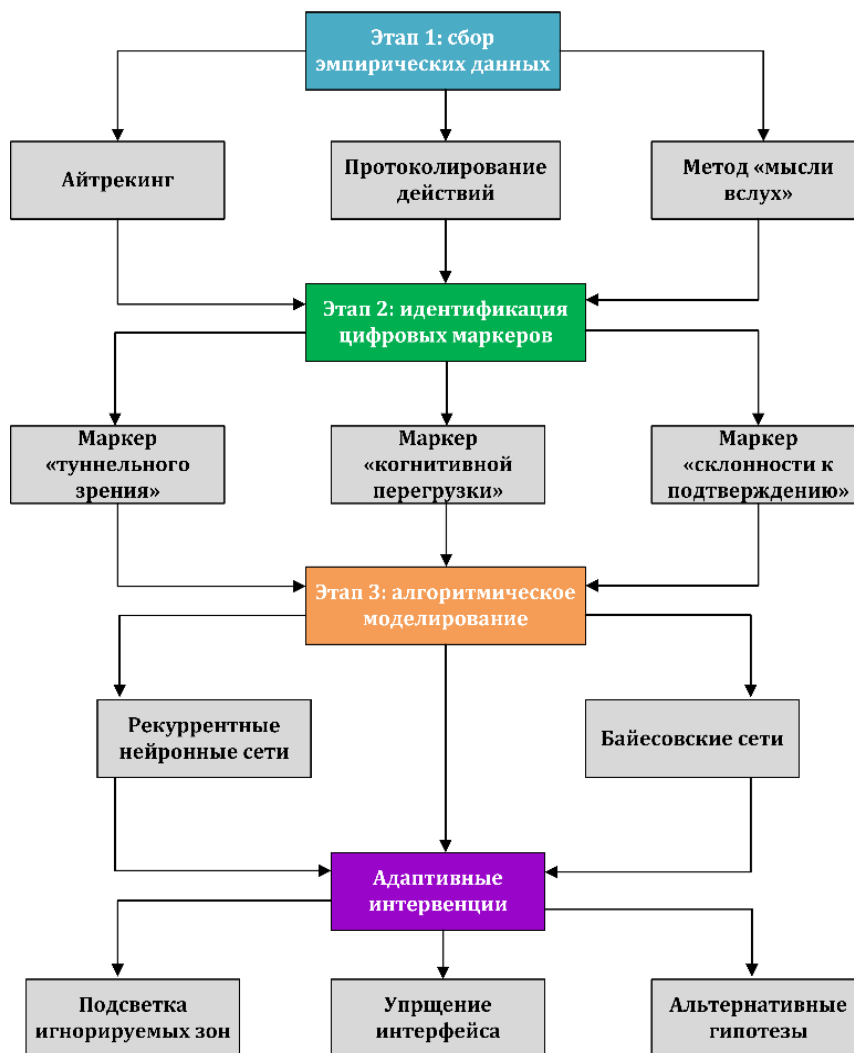 Этап 1: сбор
эмпирических данных
Айтрекинг
Протоколирование
действий
Метод «мысли
вслух»
Этап 2: идентификация
цифровых маркеров
Маркер
«туннельного
зрения»
Маркер
«когнитивной
перегрузки»
Маркер
«склонности к
подтверждению»
Этап 3: алгоритмическое
моделирование
Рекуррентные
нейронные сети
Байесовские сети
Адаптивные
интервенции
Подсветка
игнорируемых зон
Упрщение
интерфейса
Альтернативные
гипотезы